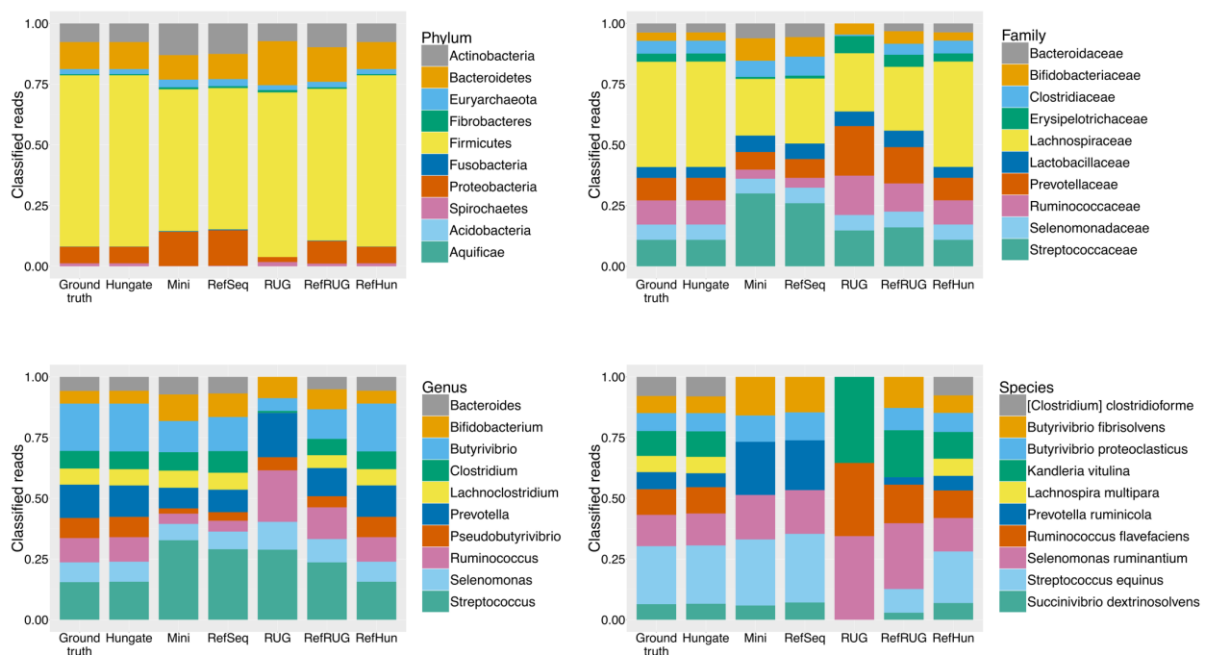 1.00
0.75
0.50
0.25
0.00
Classified reads
Ground
truth
Hungate
Mini
RefSeq
RUG
RefRUG
RefHun
Phylum
Actinobacteria
Bacteroidetes
Euryarchaeota
Fibrobacteres
Firmicutes
Fusobacteria
Proteobacteria
Spirochaetes
Acidobacteria
Aquificae
1.00
0.75
0.50
0.25
0.00
Classified reads
Ground
truth
Hungate
Mini
RefSeq
RUG
RefRUG
RefHun
Family
Bacteroidaceae
Bifidobacteriaceae
Clostridiaceae
Erysipelotrichaceae
Lachnospiraceae
Lactobacillaceae
Prevotellaceae
Ruminococcaceae
Selenomonadaceae
Streptococcaceae
1.00
0.75
0.50
0.25
0.00
Classified reads
Ground
truth
Hungate
Mini
RefSeq
RUG
RefRUG
RefHun
Genus
Bacteroides
Bifidobacterium
Butyrivibrio
Clostridium
Lachnoclostridium
Prevotella
Pseudobutyrivibrio
Ruminococcus
Selenomonas
Streptococcus
1.00
0.75
0.50
0.25
0.00
Classified reads
Ground
truth
Hungate
Mini
RefSeq
RUG
RefRUG
RefHun
Species
[Clostridium] clostridioforme
Butyrivibrio fibrisolvens
Butyrivibrio proteoclasticus
Kandleria vitulina
Lachnospira multipara
Prevotella ruminicola
Ruminococcus flavefaciens
Selenomonas ruminantium
Streptococcus equinus
Succinivibrio dextrinosolvens